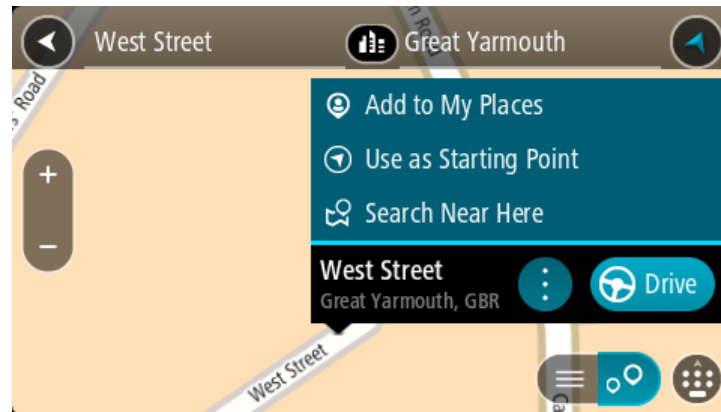 West Street
Great Yarmouth
Road
Add to My Places
Use as Starting Point
Search Near Here
West Street
Great Yarmouth, GBR
Drive
West Street